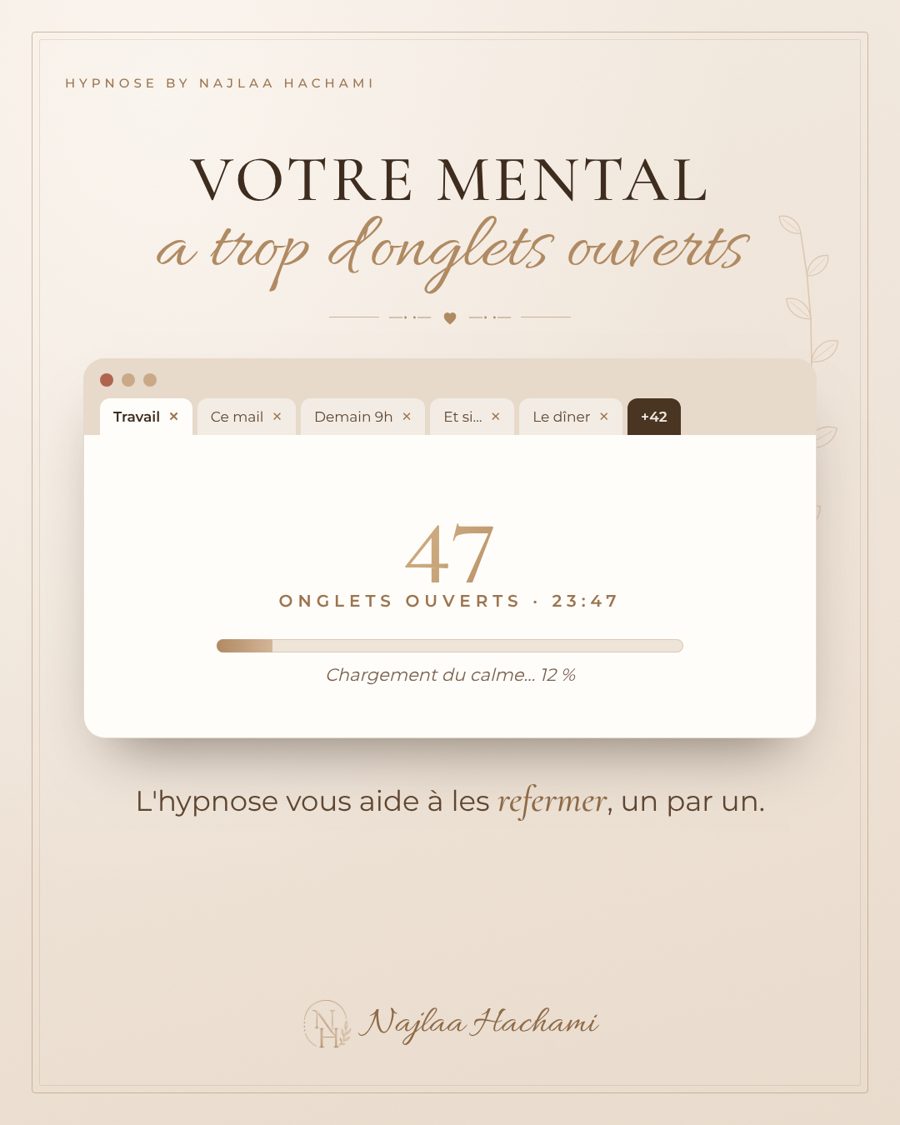 HYPNOSE BY NAJLAA HACHAMI
VOTRE MENTAL
a trop d'onglets ouverts
Travail × Ce mail × Demain 9h × Et si... × Le dîner × +42
47
ONGLETS OUVERTS · 23:47
Chargement du calme... 12 %
L'hypnose vous aide à les refermer, un par un.
NH Najlaa Hachami